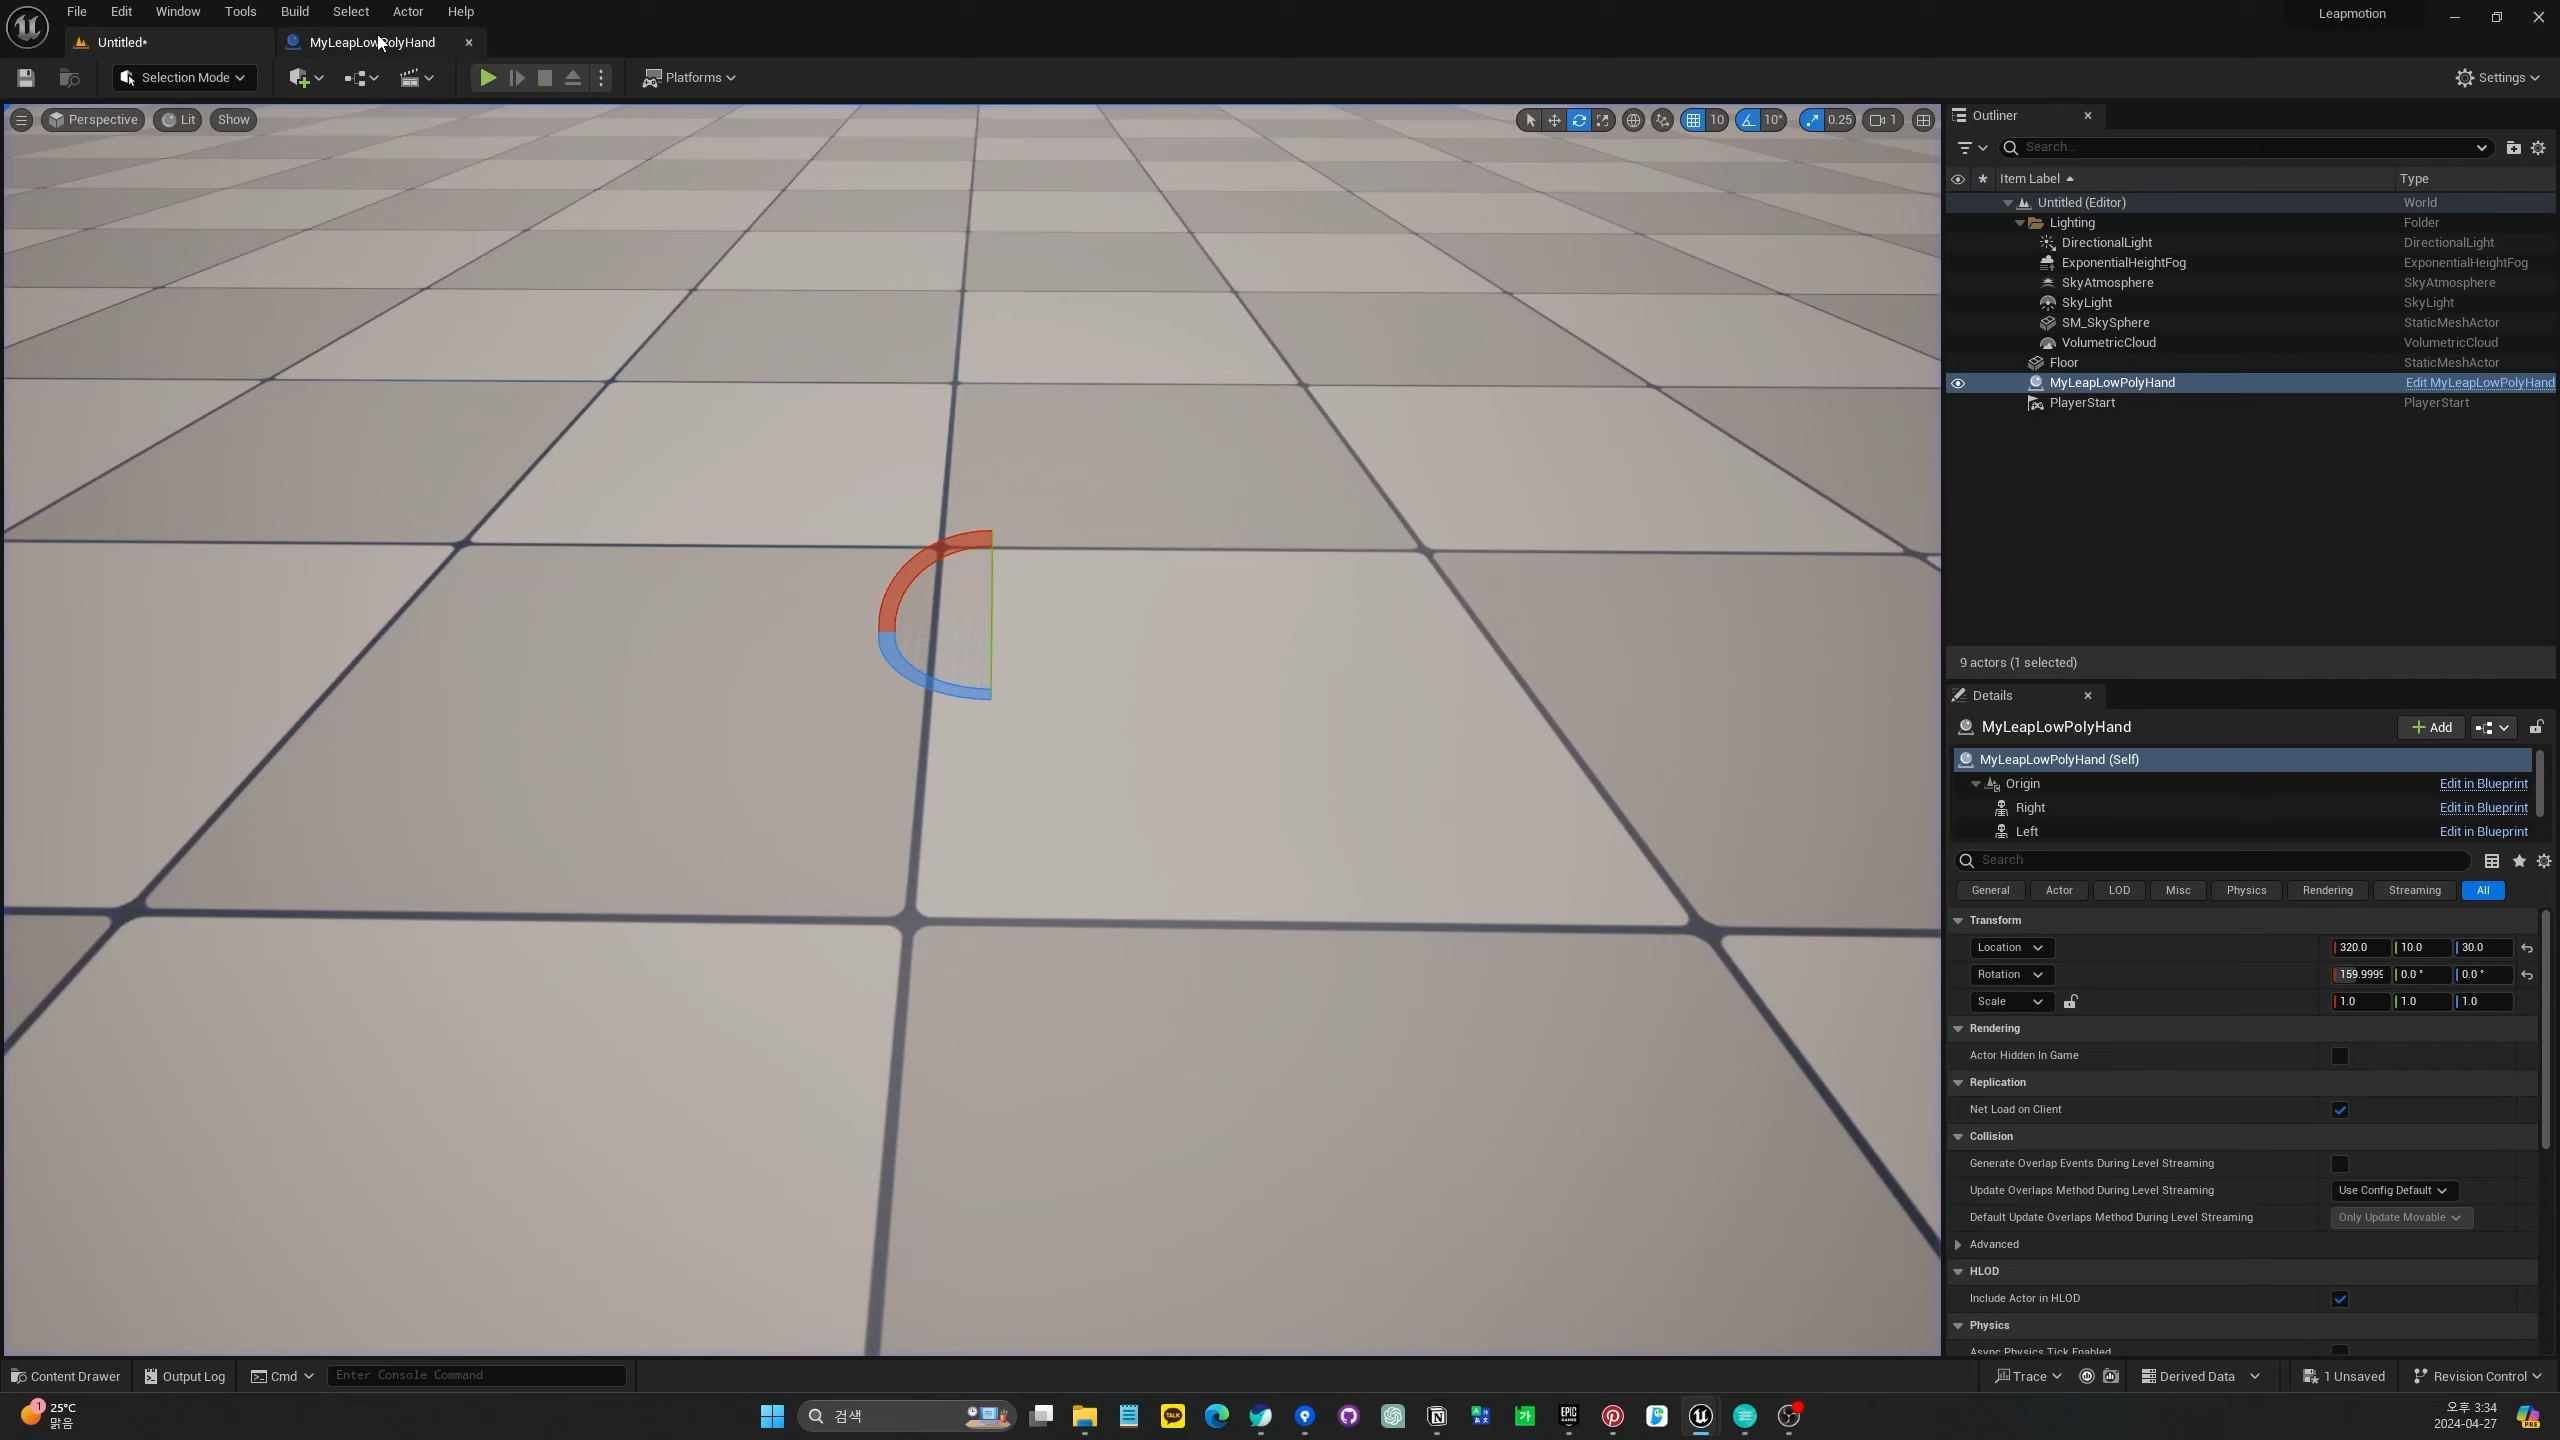 File Edit Window Tools Build Select Actor Help
Leapmotion
Untitled*
MyLeapLowPolyHand
Selection Mode
Platforms
Settings
Perspective
Lit
Show
10
10°
0.25
1
Outliner
Search...
Item Label
Type
Untitled (Editor)
World
Lighting
Folder
DirectionalLight
DirectionalLight
ExponentialHeightFog
ExponentialHeightFog
SkyAtmosphere
SkyAtmosphere
SkyLight
SkyLight
SM_SkySphere
StaticMeshActor
VolumetricCloud
VolumetricCloud
Floor
StaticMeshActor
MyLeapLowPolyHand
Edit MyLeapLowPolyHand
PlayerStart
PlayerStart
9 actors (1 selected)
Details
MyLeapLowPolyHand
Add
MyLeapLowPolyHand (Self)
Origin
Edit in Blueprint
Right
Edit in Blueprint
Left
Edit in Blueprint
Search
General Actor LOD Misc Physics Rendering Streaming All
Transform
Location
320.0 10.0 30.0
Rotation
159.9999 0.0 ° 0.0 °
Scale
1.0 1.0 1.0
Rendering
Actor Hidden In Game
Replication
Net Load on Client
Collision
Generate Overlap Events During Level Streaming
Update Overlaps Method During Level Streaming
Use Config Default
Default Update Overlaps Method During Level Streaming
Only Update Movable
Advanced
HLOD
Include Actor in HLOD
Physics
Async Physics Tick Enabled
Content Drawer
Output Log
Cmd
Enter Console Command
Trace
Derived Data
1 Unsaved
Revision Control
1
25°C
맑음
검색
TALK
가
EPIC GAMES
오후 3:34
2024-04-27
PRE